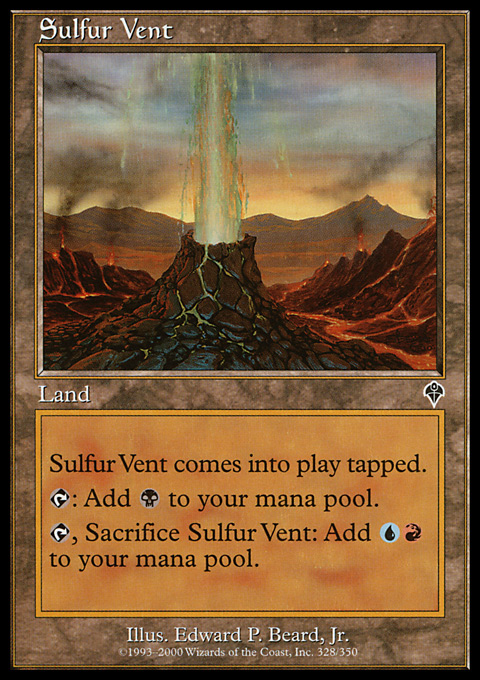 Sulfur Vent
Land
Sulfur Vent comes into play tapped.
: Add to your mana pool.
, Sacrifice Sulfur Vent: Add
to your mana pool.
Illus. Edward P. Beard, Jr.
©1993–2000 Wizards of the Coast, Inc. 328/350